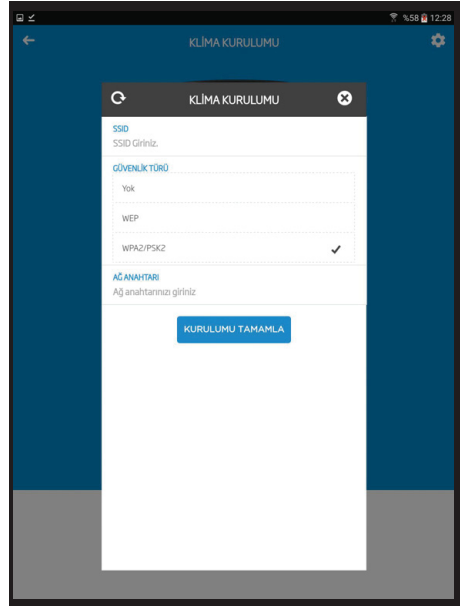 %58 12:28
KLİMA KURULUMU
KLİMA KURULUMU
SSID
SSID Giriniz.
GÜVENLİK TÜRÜ
Yok
WEP
WPA2/PSK2
AĞ ANAHTARI
Ağ anahtarınızı giriniz
KURULUMU TAMAMLA